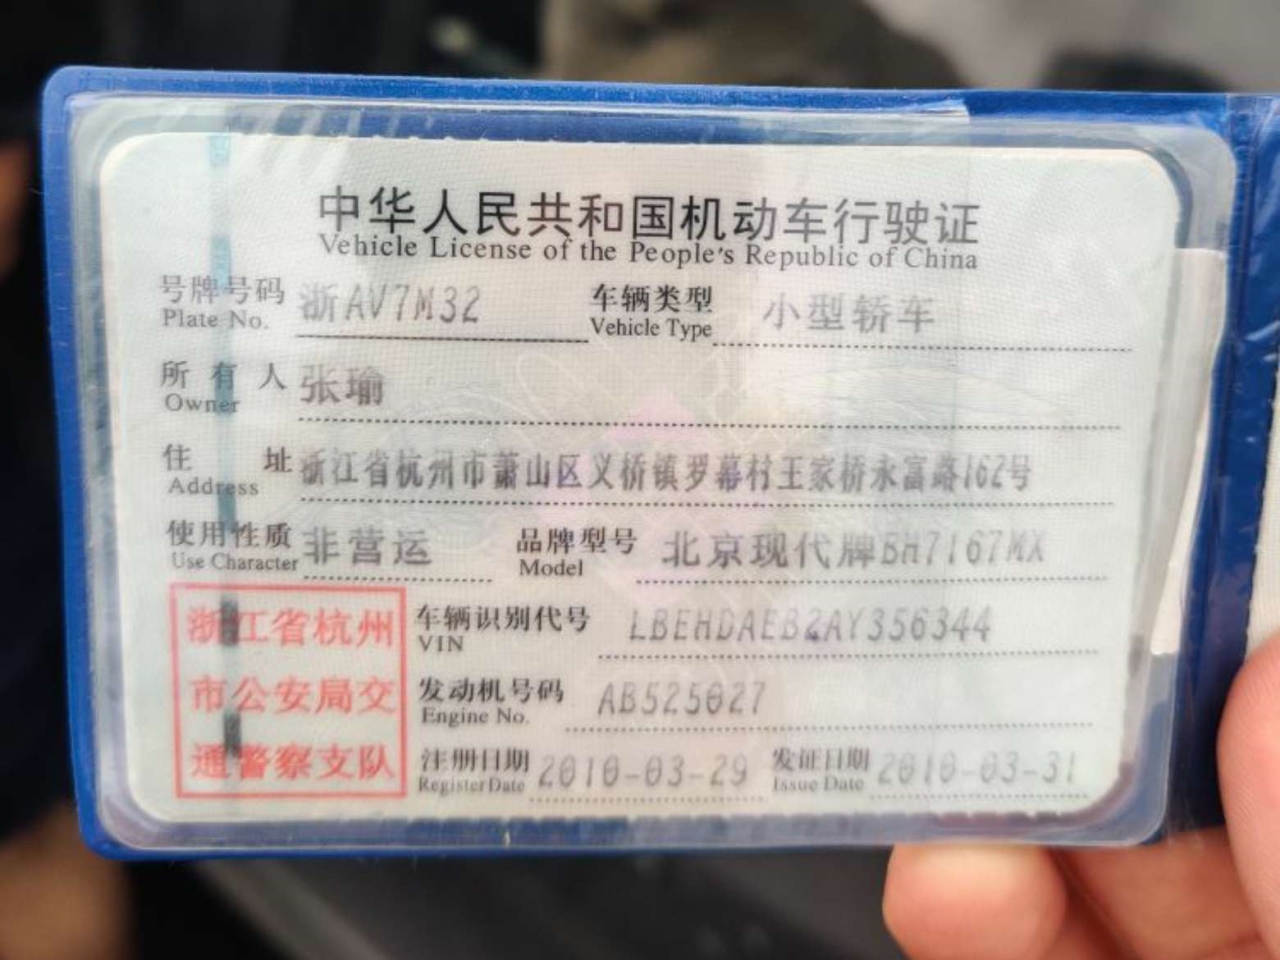 中华人民共和国机动车行驶证
Vehicle License of the People's Republic of China
号牌号码 浙AV7M32 车辆类型 小型轿车
Plate No. Vehicle Type
所有人 张瑜
Owner
住址 浙江省杭州市萧山区义桥镇罗幕村王家桥永富路162号
Address
使用性质 非营运 品牌型号 北京现代牌BH7167MX
Use Character Model
浙江省杭州 车辆识别代号 LBEHDAEB2AY356344
VIN
市公安局交 发动机号码 AB525027
Engine No.
通警察支队 注册日期 2010-03-29 发证日期 2010-03-31
Register Date Issue Date